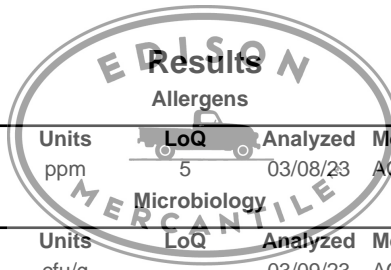 EDISON
Results
Allergens
Units LoQ Analyzed
ppm 5 03/08/23
Microbiology
MERCANTILE
Units LoQ Analyzed
cfu/g 03/09/23